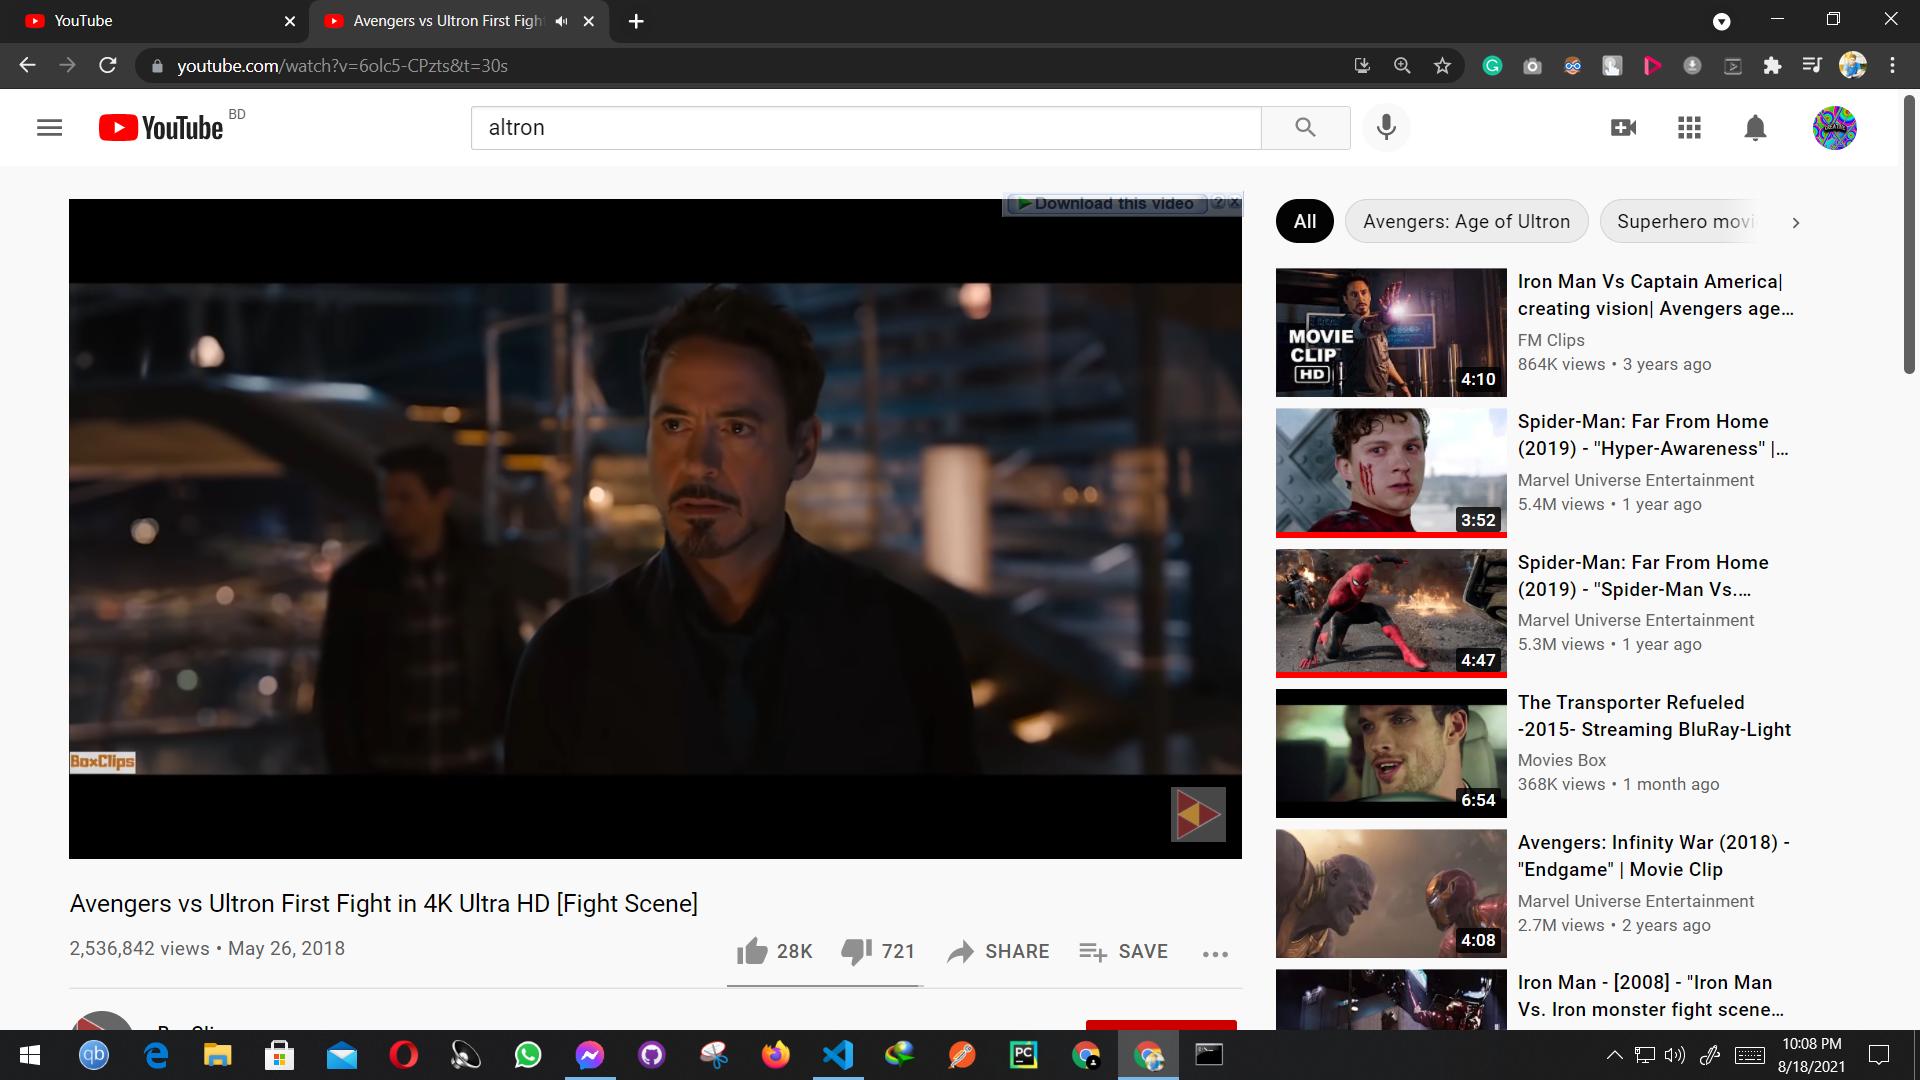 YouTube
Avengers vs Ultron First Fight
youtube.com/watch?v=6olc5-CPzts&t=30s
YouTube BD
altron
Download this video
BoxClips
Avengers vs Ultron First Fight in 4K Ultra HD [Fight Scene]
2,536,842 views • May 26, 2018
28K 721 SHARE SAVE
All Avengers: Age of Ultron Superhero movi
MOVIE
CLIP
HD
4:10
Iron Man Vs Captain America|
creating vision| Avengers age...
FM Clips
864K views • 3 years ago
3:52
Spider-Man: Far From Home
(2019) - "Hyper-Awareness" |...
Marvel Universe Entertainment
5.4M views • 1 year ago
4:47
Spider-Man: Far From Home
(2019) - "Spider-Man Vs....
Marvel Universe Entertainment
5.3M views • 1 year ago
6:54
The Transporter Refueled
-2015- Streaming BluRay-Light
Movies Box
368K views • 1 month ago
4:08
Avengers: Infinity War (2018) -
"Endgame" | Movie Clip
Marvel Universe Entertainment
2.7M views • 2 years ago
Iron Man - [2008] - "Iron Man
Vs. Iron monster fight scene...
qb
PC
10:08 PM
8/18/2021